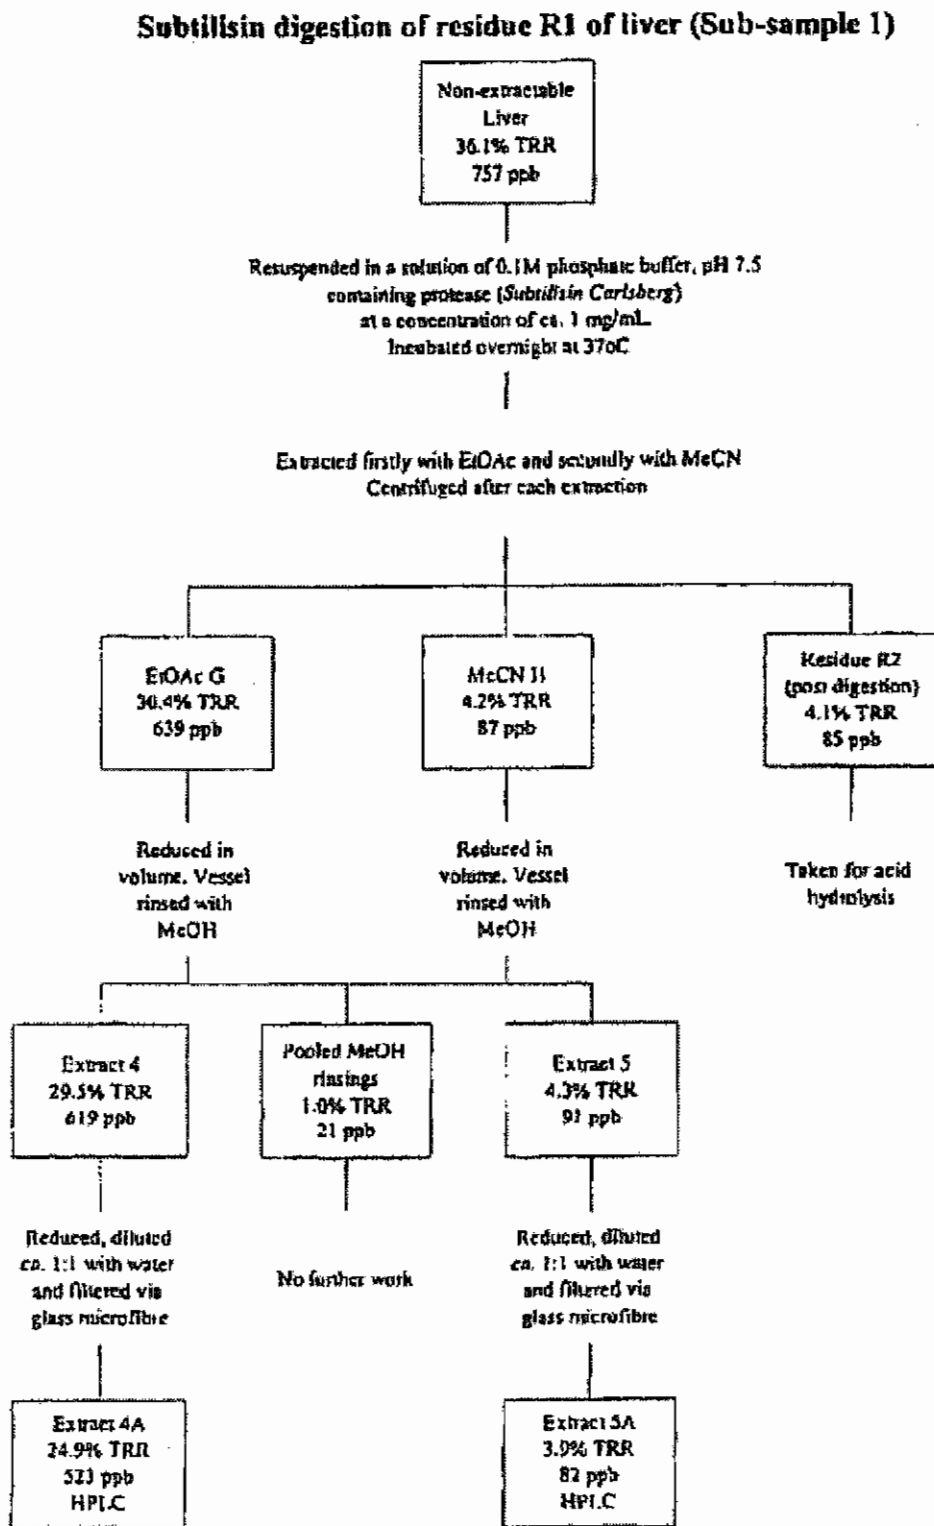 Subtilisin digestion of residue R1 of liver (Sub-sample 1)
Non-extractable
Liver
36.1% TRR
757 ppb
Resuspended in a solution of 0.1M phosphate buffer, pH 7.5
containing protease (Subtilisin Carlsberg)
at a concentration of ca. 1 mg/mL.
Incubated overnight at 37oC
Extracted firstly with EtOAc and secondly with MeCN
Centrifuged after each extraction
EtOAc G
30.4% TRR
639 ppb
MeCN H
4.2% TRR
87 ppb
Residue R2
(post digestion)
4.1% TRR
85 ppb
Reduced in
volume. Vessel
rinsed with
MeOH
Reduced in
volume. Vessel
rinsed with
MeOH
Taken for acid
hydrolysis
Extract 4
29.5% TRR
619 ppb
Pooled MeOH
rinsings
1.0% TRR
21 ppb
Extract 5
4.3% TRR
91 ppb
Reduced, diluted
ca. 1:1 with water
and filtered via
glass microfibre
No further work
Reduced, diluted
ca. 1:1 with water
and filtered via
glass microfibre
Extract 4A
24.9% TRR
523 ppb
HPLC
Extract 5A
3.9% TRR
82 ppb
HPLC